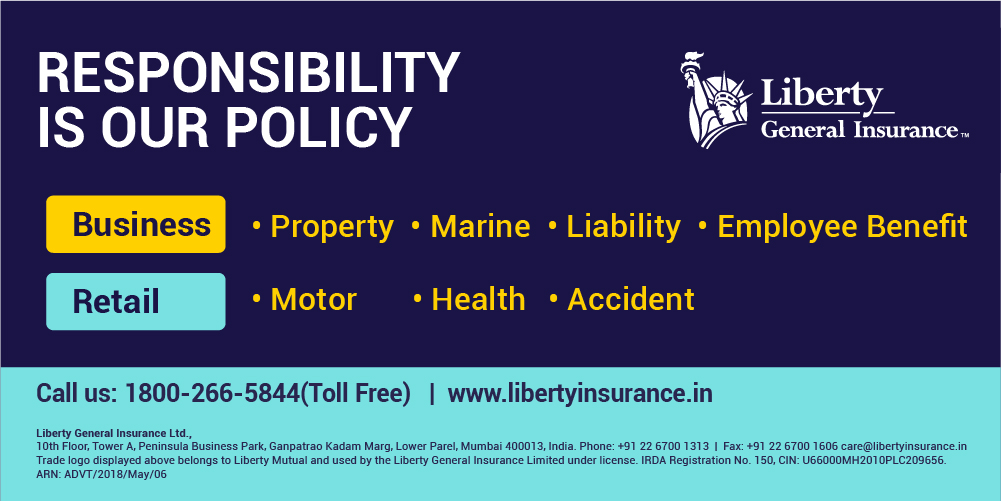 RESPONSIBILITY
IS OUR POLICY
Liberty
General Insurance™
Business • Property • Marine • Liability • Employee Benefit
Retail • Motor • Health • Accident
Call us: 1800-266-5844(Toll Free) | www.libertyinsurance.in
Liberty General Insurance Ltd.,
10th Floor, Tower A, Peninsula Business Park, Ganpatrao Kadam Marg, Lower Parel, Mumbai 400013, India. Phone: +91 22 6700 1313 | Fax: +91 22 6700 1606 care@libertyinsurance.in
Trade logo displayed above belongs to Liberty Mutual and used by the Liberty General Insurance Limited under license. IRDA Registration No. 150, CIN: U66000MH2010PLC209656.
ARN: ADVT/2018/May/06